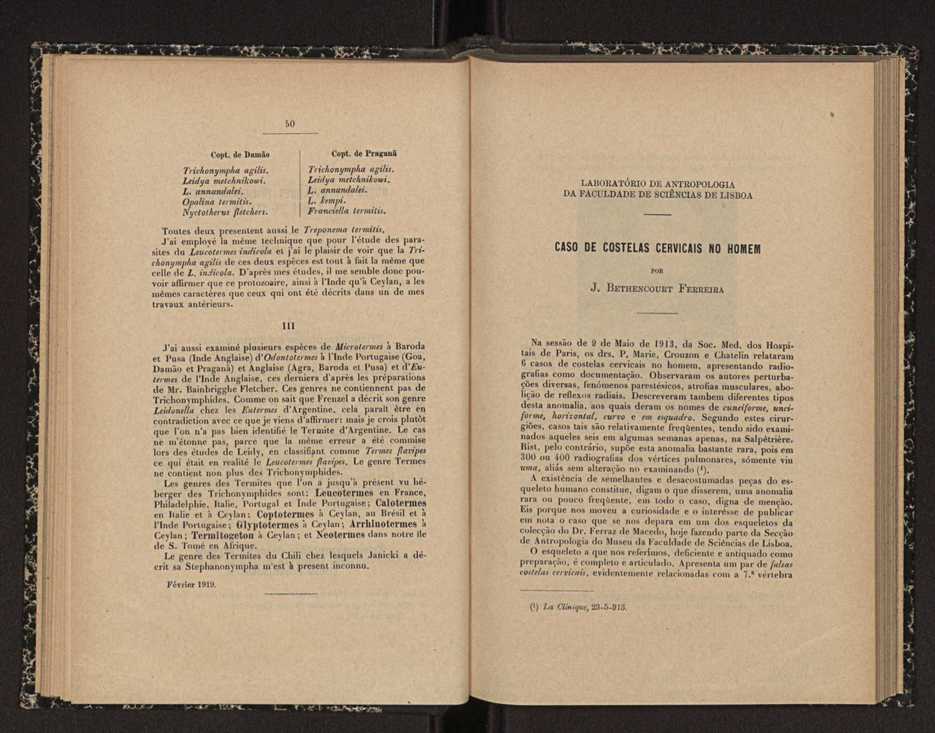 50
Copt. de Damão
Trichonympha agilis.
Leidya metchnikowi.
L. annandalei.
Opalina termitis.
Nyctotherus fletcheri.
Copt. de Praganã
Trichonympha agilis.
Leidya metchnikowi.
L. annandalei.
L. kempi.
Franciella termitis.
Toutes deux presentent aussi le Treponema termitis.
J'ai employé la même technique que pour l'étude des para-
sites du Leucotermes indicola et j'ai le plaisir de voir que la Tri-
chonympha agilis de ces deux espèces est tout à fait la même que
celle de L. indicola. D'après mes études, il me semble donc pou-
voir affirmer que ce protozoaire, ainsi à l'Inde qu'à Ceylan, a les
mêmes caractères que ceux qui ont été décrits dans un de mes
travaux antérieurs.
III
J'ai aussi examiné plusieurs espèces de Microtermes à Baroda
et Pusa (Inde Anglaise) d'Odontotermes à l'Inde Portugaise (Goa,
Damão et Praganã) et Anglaise (Agra, Baroda et Pusa) et d'Eu-
termes de l'Inde Anglaise, ces derniers d'après les préparations
de Mr. Bainbrigghe Fletcher. Ces genres ne contiennent pas de
Trichonymphides. Comme on sait que Frenzel a décrit son genre
Leidonella chez les Eutermes d'Argentine, cela paraît être en
contradiction avec ce que je viens d'affirmer: mais je crois plutôt
que l'on n'a pas bien identifié le Termite d'Argentine. Le cas
ne m'étonne pas, parce que la même erreur a été commise
lors des études de Leidy, en classifiant comme Termes flavipes
ce qui était en realité le Leucotermes flavipes. Le genre Termes
ne contient non plus des Trichonymphides.
Les genres des Termites que l'on a jusqu'à présent vu hé-
berger des Trichonymphides sont: Leucotermes en France,
Philadelphie, Italie, Portugal et Inde Portugaise; Calotermes
en Italie et à Ceylan; Coptotermes à Ceylan, au Brésil et à
l'Inde Portugaise; Glyptotermes à Ceylan; Arrhinotermes à
Ceylan; Termitogeton à Ceylan; et Neotermes dans notre île
de S. Tomé en Afrique.
Le genre des Termites du Chili chez lesquels Janicki a dé-
crit sa Stephanonympha m'est à present inconnu.
Février 1919.
LABORATÓRIO DE ANTROPOLOGIA
DA FACULDADE DE SCIÊNCIAS DE LISBOA
CASO DE COSTELAS CERVICAIS NO HOMEM
POR
J. BETHENCOURT FERREIRA
Na sessão de 2 de Maio de 1913, da Soc. Med. dos Hospi-
tais de Paris, os drs. P. Marie, Crouzon e Chatelin relataram
6 casos de costelas cervicais no homem, apresentando radio-
grafias como documentação. Observaram os autores perturba-
ções diversas, fenómenos parestésicos, atrofias musculares, abo-
lição de reflexos radiais. Descreveram tambem diferentes tipos
desta anomalia, aos quais deram os nomes de cuneiforme, unci-
forme, horizontal, curvo e em esquadro. Segundo estes cirur-
giões, casos tais são relativamente freqüentes, tendo sido exami-
nados aqueles seis em algumas semanas apenas, na Salpêtrière.
Rist, pelo contrário, supõe esta anomalia bastante rara, pois em
300 ou 400 radiografias dos vértices pulmonares, sómente viu
uma, aliás sem alteração no examinando (¹).
A existência de semelhantes e desacostumadas peças do es-
queleto humano constitue, digam o que disserem, uma anomalia
rara ou pouco freqüente, em todo o caso, digna de menção.
Eis porque nos moveu a curiosidade e o interêsse de publicar
em nota o caso que se nos depara em um dos esqueletos da
colecção do Dr. Ferraz de Macedo, hoje fazendo parte da Secção
de Antropologia do Museu da Faculdade de Sciências de Lisboa.
O esqueleto a que nos referimos, deficiente e antiquado como
preparação, é completo e articulado. Apresenta um par de falsas
costelas cervicais, evidentemente relacionadas com a 7.ª vértebra
(¹) La Clinique, 23-5-913.